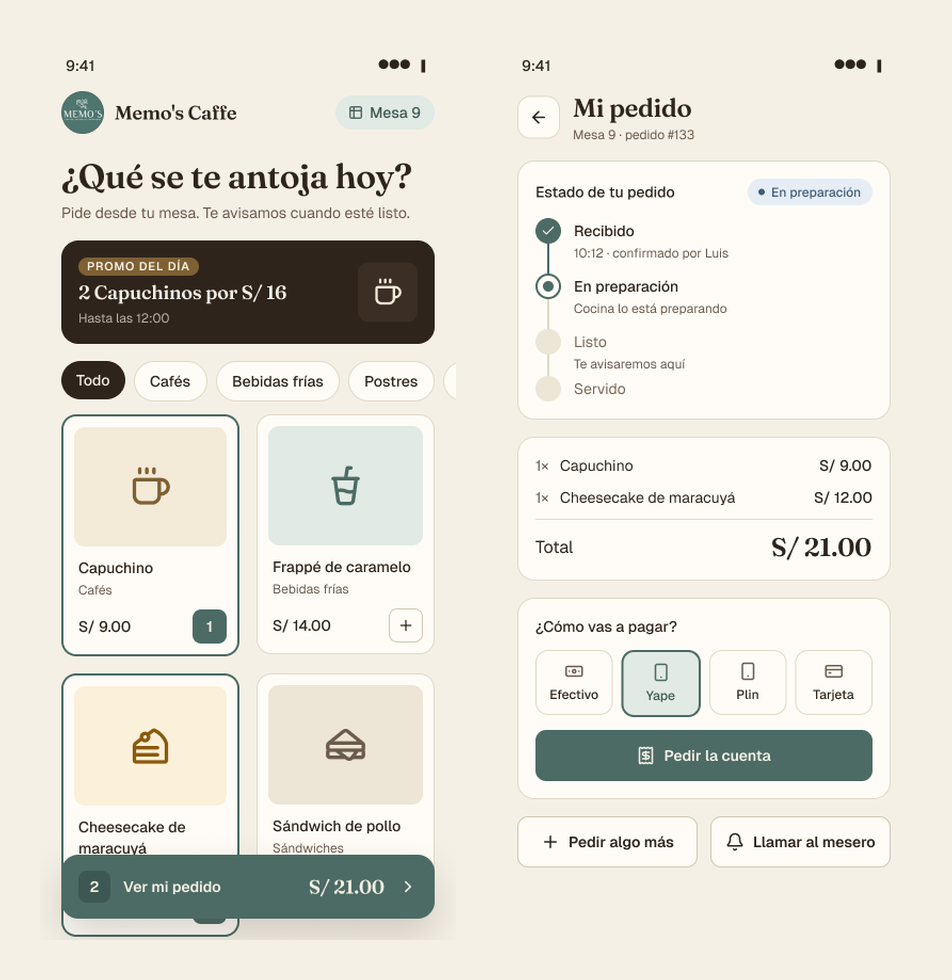 9:41
MEMO'S
Memo's Caffe
Mesa 9
¿Qué se te antoja hoy?
Pide desde tu mesa. Te avisamos cuando esté listo.
PROMO DEL DÍA
2 Capuchinos por S/ 16
Hasta las 12:00
Todo
Cafés
Bebidas frías
Postres
Capuchino
Cafés
S/ 9.00
1
Frappé de caramelo
Bebidas frías
S/ 14.00
+
Cheesecake de
maracuyá
Sándwich de pollo
Sándwiches
2 Ver mi pedido S/ 21.00
9:41
Mi pedido
Mesa 9 · pedido #133
Estado de tu pedido
En preparación
Recibido
10:12 · confirmado por Luis
En preparación
Cocina lo está preparando
Listo
Te avisaremos aquí
Servido
1× Capuchino S/ 9.00
1× Cheesecake de maracuyá S/ 12.00
Total S/ 21.00
¿Cómo vas a pagar?
Efectivo
Yape
Plin
Tarjeta
Pedir la cuenta
+ Pedir algo más
Llamar al mesero